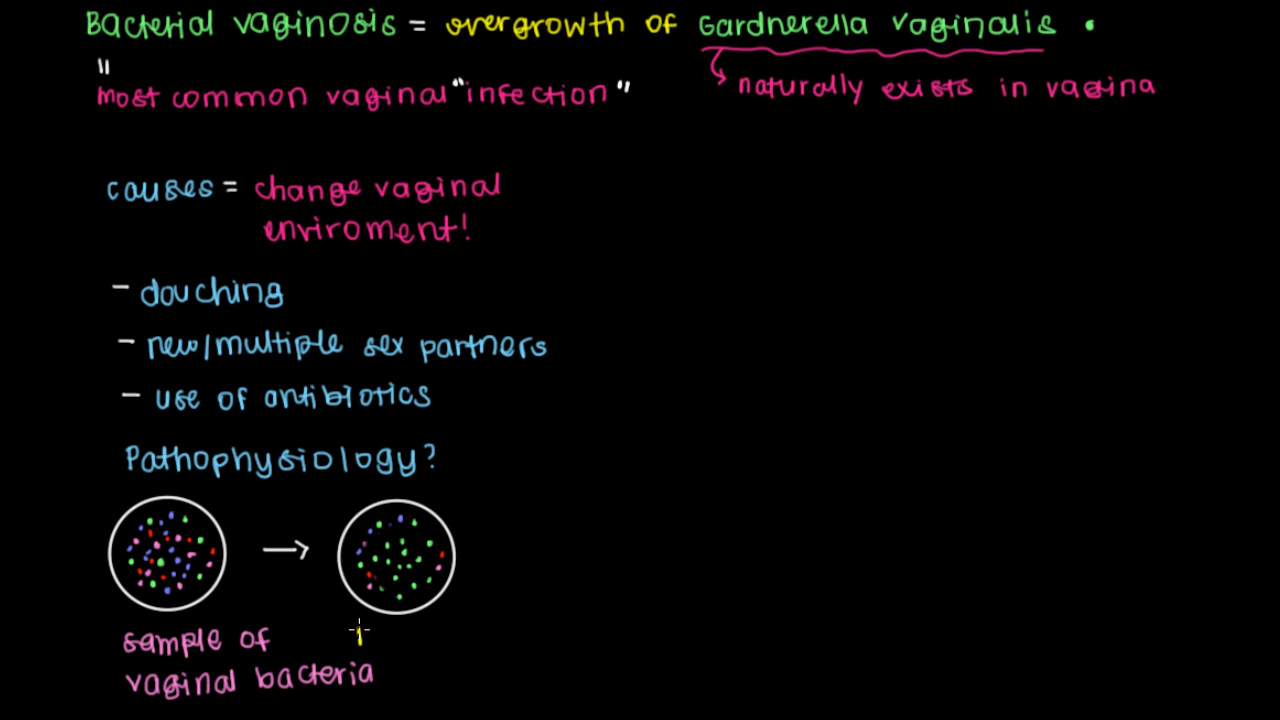 Bacterial vaginosis = overgrowth of Gardnerella vaginalis
"
most common vaginal "infection"
naturally exists in vagina
causes = change vaginal
enviroment!
- douching
- new/multiple sex partners
- use of antibiotics
Pathophysiology?
sample of
vaginal bacteria